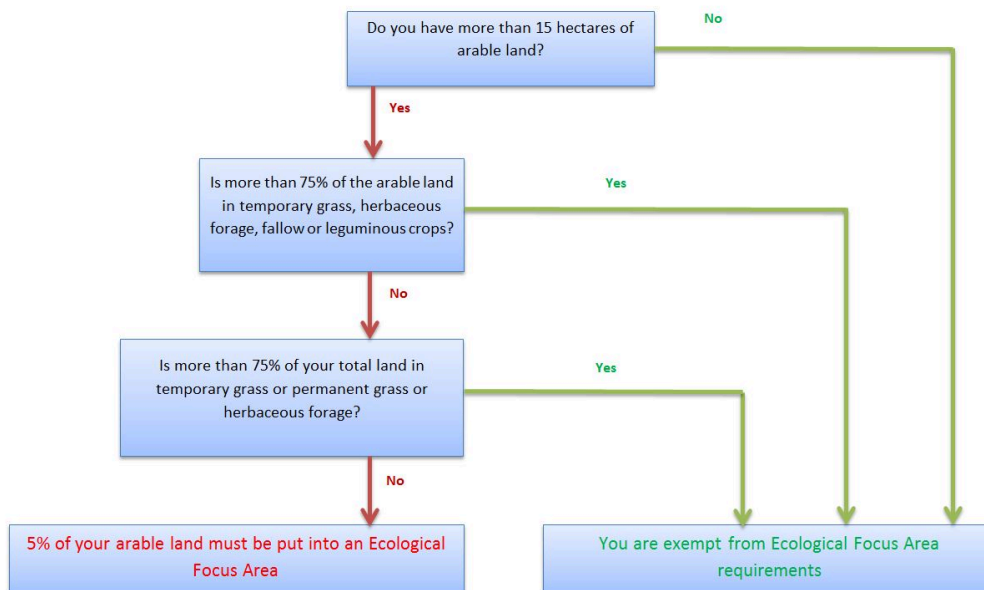 Do you have more than 15 hectares of
arable land?
No
Yes
Is more than 75% of the arable land
in temporary grass, herbaceous
forage, fallow or leguminous crops?
Yes
No
Is more than 75% of your total land in
temporary grass or permanent grass or
herbaceous forage?
Yes
No
5% of your arable land must be put into an Ecological
Focus Area
You are exempt from Ecological Focus Area
requirements